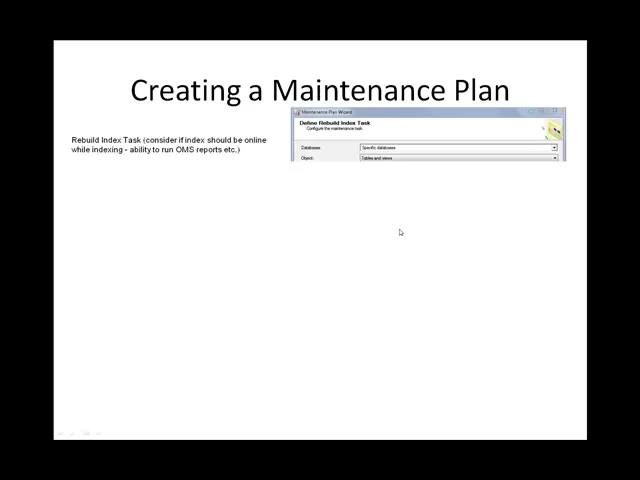 Creating a Maintenance Plan
Maintenance Plan Wizard
Define Rebuild Index Task
Configure the maintenance task.
Rebuild Index Task (consider if index should be online
while indexing - ability to run OMS reports etc.)
Databases: Specific databases
Object: Tables and views